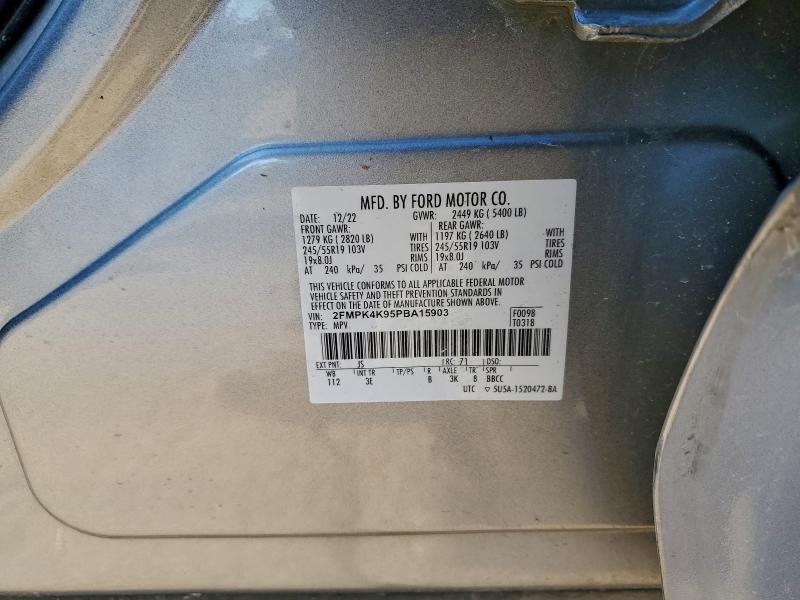 MFD. BY FORD MOTOR CO.
DATE: 12/22 GVWR: 2449 KG ( 5400 LB)
FRONT GAWR: REAR GAWR:
1279 KG ( 2820 LB) WITH 1197 KG ( 2640 LB) WITH
245/55R19 103V TIRES 245/55R19 103V TIRES
19x8.0J RIMS 19x8.0J RIMS
AT 240 kPa/ 35 PSI COLD AT 240 kPa/ 35 PSI COLD
THIS VEHICLE CONFORMS TO ALL APPLICABLE FEDERAL MOTOR
VEHICLE SAFETY AND THEFT PREVENTION STANDARDS IN
EFFECT ON THE DATE OF MANUFACTURE SHOWN ABOVE.
VIN: 2FMPK4K95PBA15903 F0098
TYPE: MPV T0318
EXT PNT: JS RC: 71 DSO:
WB INT TR TP/PS R AXLE TR SPR
112 3E B 3K 8 BBCC
UTC 5U5A-1520472-BA